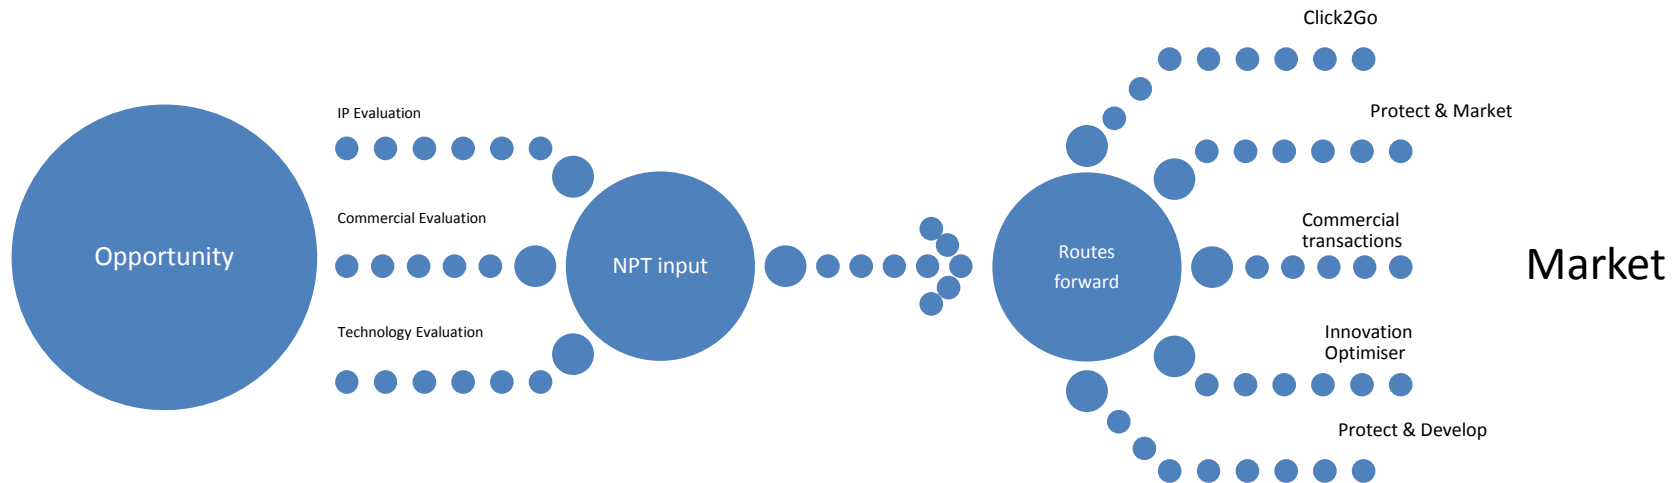 Opportunity
IP Evaluation
Commercial Evaluation
Technology Evaluation
NPT input
Routes
forward
Click2Go
Protect & Market
Commercial
transactions
Innovation
Optimiser
Protect & Develop
Market